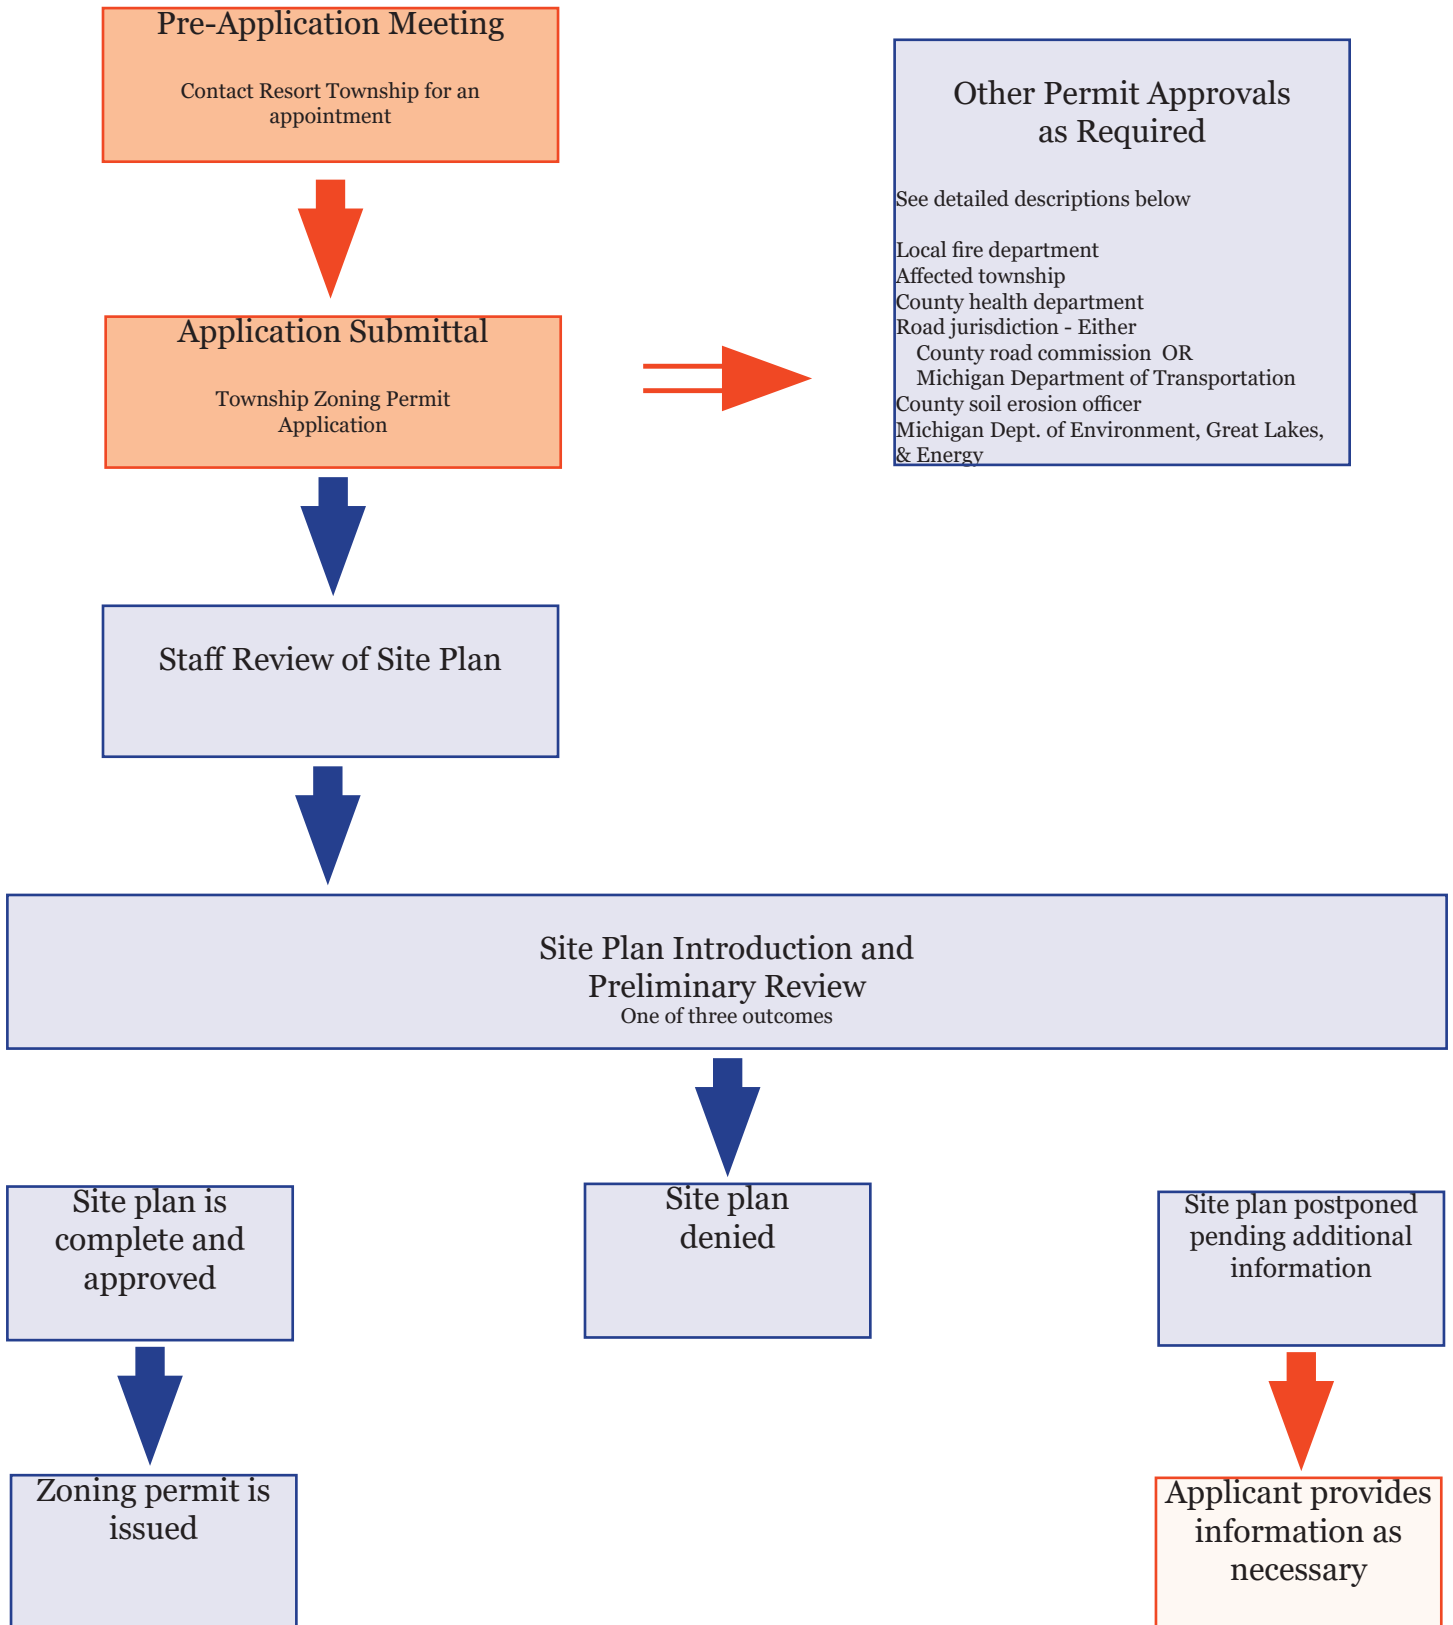 Pre-Application Meeting
Contact Resort Township for an
appointment
Other Permit Approvals
as Required
See detailed descriptions below
Local fire department
Affected township
County health department
Road jurisdiction - Either
County road commission  OR
Michigan Department of Transportation
County soil erosion officer
Michigan Dept. of Environment, Great Lakes,
& Energy
Application Submittal
Township Zoning Permit
Application
Staff Review of Site Plan
Site Plan Introduction and
Preliminary Review
One of three outcomes
Site plan is
complete and
approved
Site plan
denied
Site plan postponed
pending additional
information
Zoning permit is
issued
Applicant provides
information as
necessary